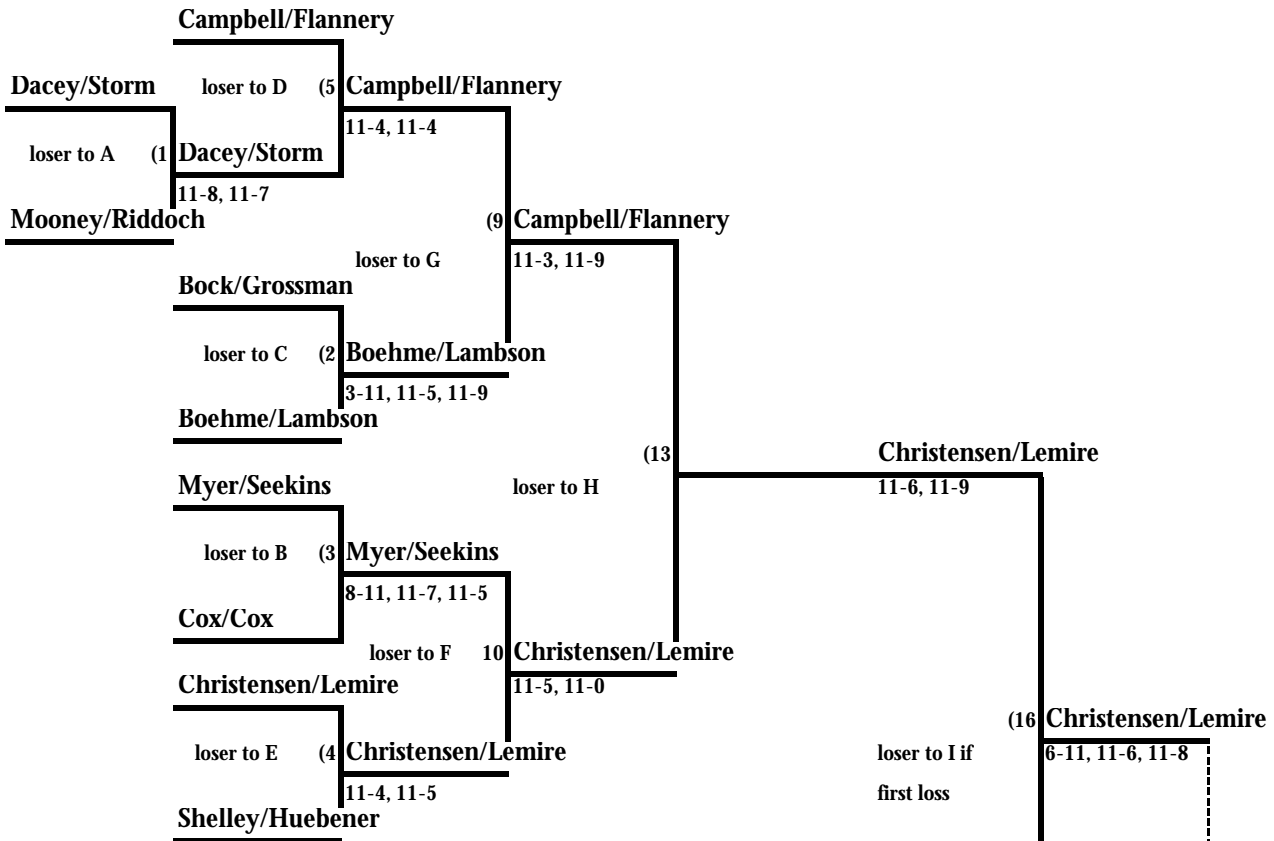 Campbell/Flannery
Dacey/Storm loser to D (5 Campbell/Flannery
11-4, 11-4
loser to A (1 Dacey/Storm
11-8, 11-7
Mooney/Riddoch (9 Campbell/Flannery
loser to G 11-3, 11-9
Bock/Grossman
loser to C (2 Boehme/Lambson
3-11, 11-5, 11-9
Boehme/Lambson
(13 Christensen/Lemire
Myer/Seekins loser to H 11-6, 11-9
loser to B (3 Myer/Seekins
8-11, 11-7, 11-5
Cox/Cox
loser to F 10 Christensen/Lemire
Christensen/Lemire 11-5, 11-0
(16 Christensen/Lemire
loser to E (4 Christensen/Lemire loser to I if 6-11, 11-6, 11-8
11-4, 11-5 first loss
Shelley/Huebener